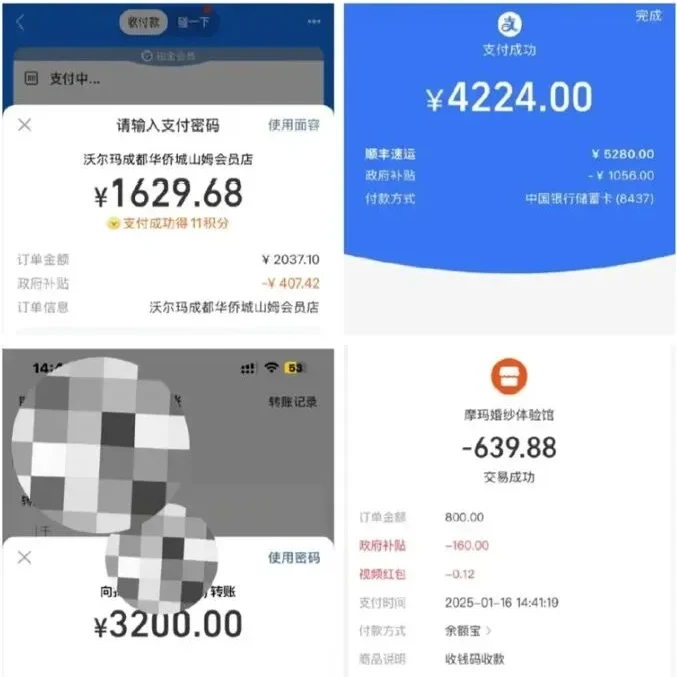 收付款
碰一下
铂金会员
支付中...
请输入支付密码
使用面容
沃尔玛成都华侨城山姆会员店
¥1629.68
支付成功得11积分
订单金额
¥ 2037.10
政府补贴
-¥ 407.42
订单信息
沃尔玛成都华侨城山姆会员店
完成
支
支付成功
¥4224.00
顺丰速运
¥ 5280.00
政府补贴
-¥ 1056.00
付款方式
中国银行储蓄卡 (8437)
14:
53
转账记录
使用密码
转账
¥3200.00
摩玛婚纱体验馆
-639.88
交易成功
订单金额
800.00
政府补贴
-160.00
视频红包
-0.12
支付时间
2025-01-16 14:41:19
付款方式
余额宝
商品说明
收钱码收款